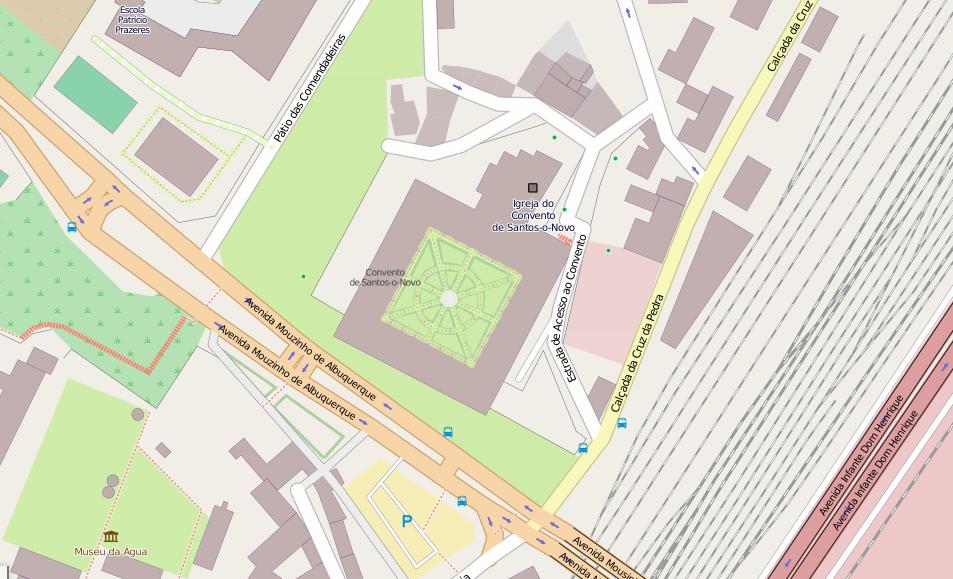 Escola
Patrício
Prazeres
Pátio das Comendadeiras
Calçada da Cruz
Igreja do
Convento
de Santos-o-Novo
Convento
de Santos-o-Novo
Estrada de Acesso ao Convento
Calçada da Cruz da Pedra
Avenida Mouzinho de Albuquerque
Avenida Mouzinho de Albuquerque
Avenida Infante Dom Henrique
Avenida Infante Dom Henrique
P
Museu da Água
Avenida Mousin